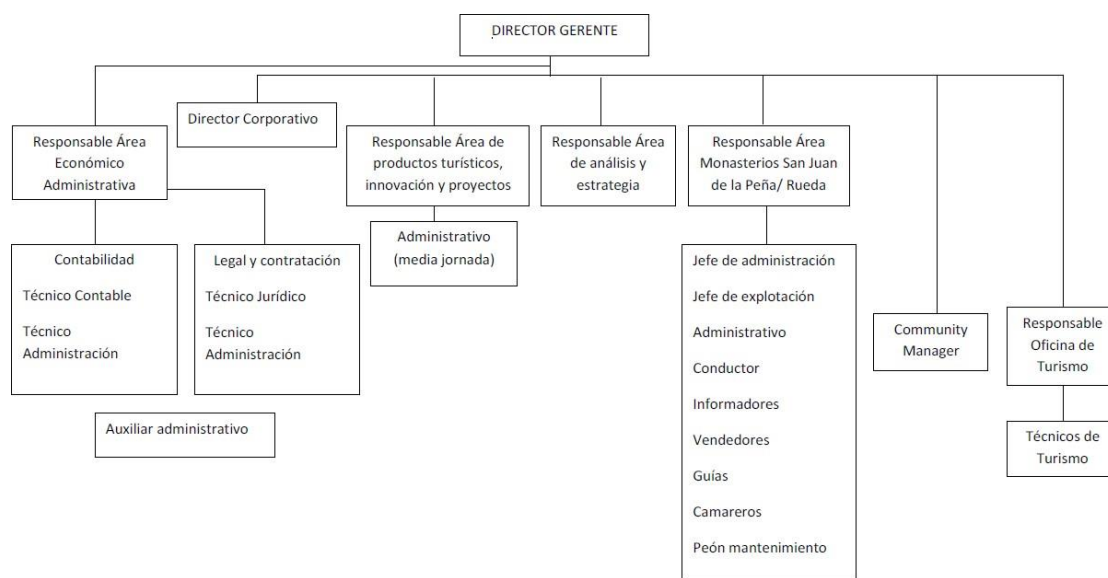 DIRECTOR GERENTE
Director Corporativo
Responsable Área
Económico
Administrativa
Responsable Área de
productos turísticos,
innovación y proyectos
Responsable Área
de análisis y
estrategia
Responsable Área
Monasterios San Juan
de la Peña/ Rueda
Administrativo
(media jornada)
Contabilidad
Técnico Contable
Técnico
Administración
Legal y contratación
Técnico Jurídico
Técnico
Administración
Auxiliar administrativo
Jefe de administración
Jefe de explotación
Administrativo
Conductor
Informadores
Vendedores
Guías
Camareros
Peón mantenimiento
Community
Manager
Responsable
Oficina de
Turismo
Técnicos de
Turismo